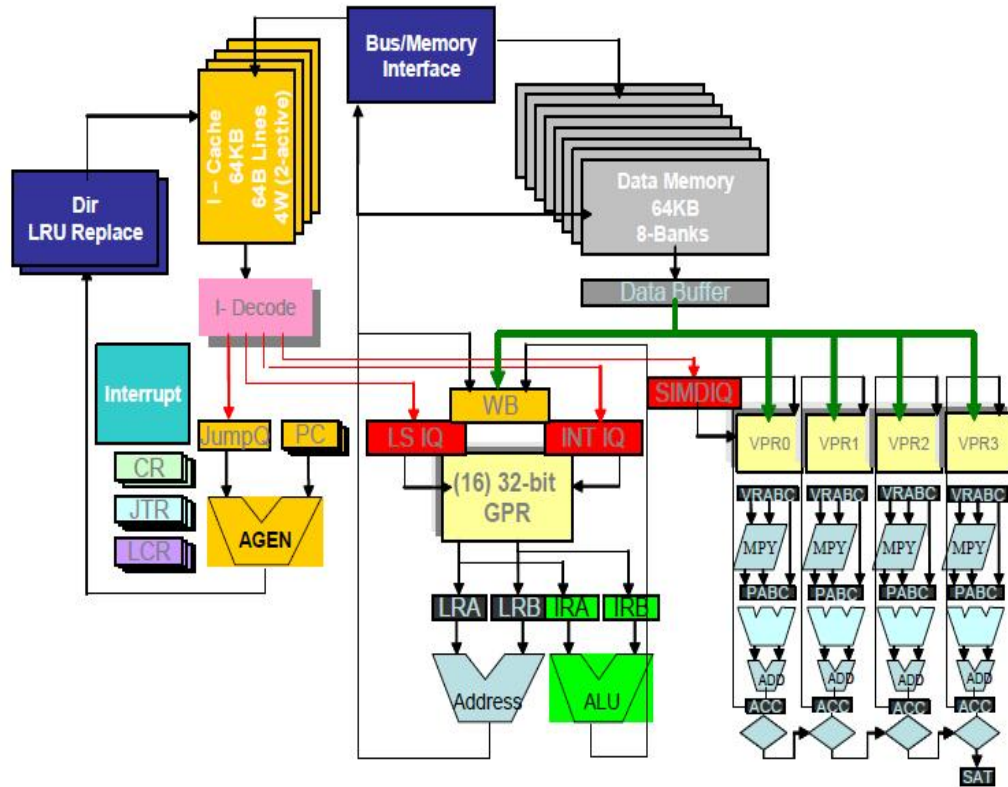 Bus/Memory
Interface
I – Cache
64KB
64B Lines
4W (2-active)
Dir
LRU Replace
Data Memory
64KB
8-Banks
I- Decode
Data Buffer
Interrupt
WB
SIMDIQ
JumpQ
PC
LS IQ
INT IQ
VPR0
VPR1
VPR2
VPR3
CR
JTR
LCR
AGEN
(16) 32-bit
GPR
VRABC
VRABC
VRABC
VRABC
MPY
MPY
MPY
MPY
LRA
LRB
IRA
IRB
PABC
PABC
PABC
PABC
Address
ALU
ADD
ADD
ADD
ADD
ACC
ACC
ACC
ACC
SAT